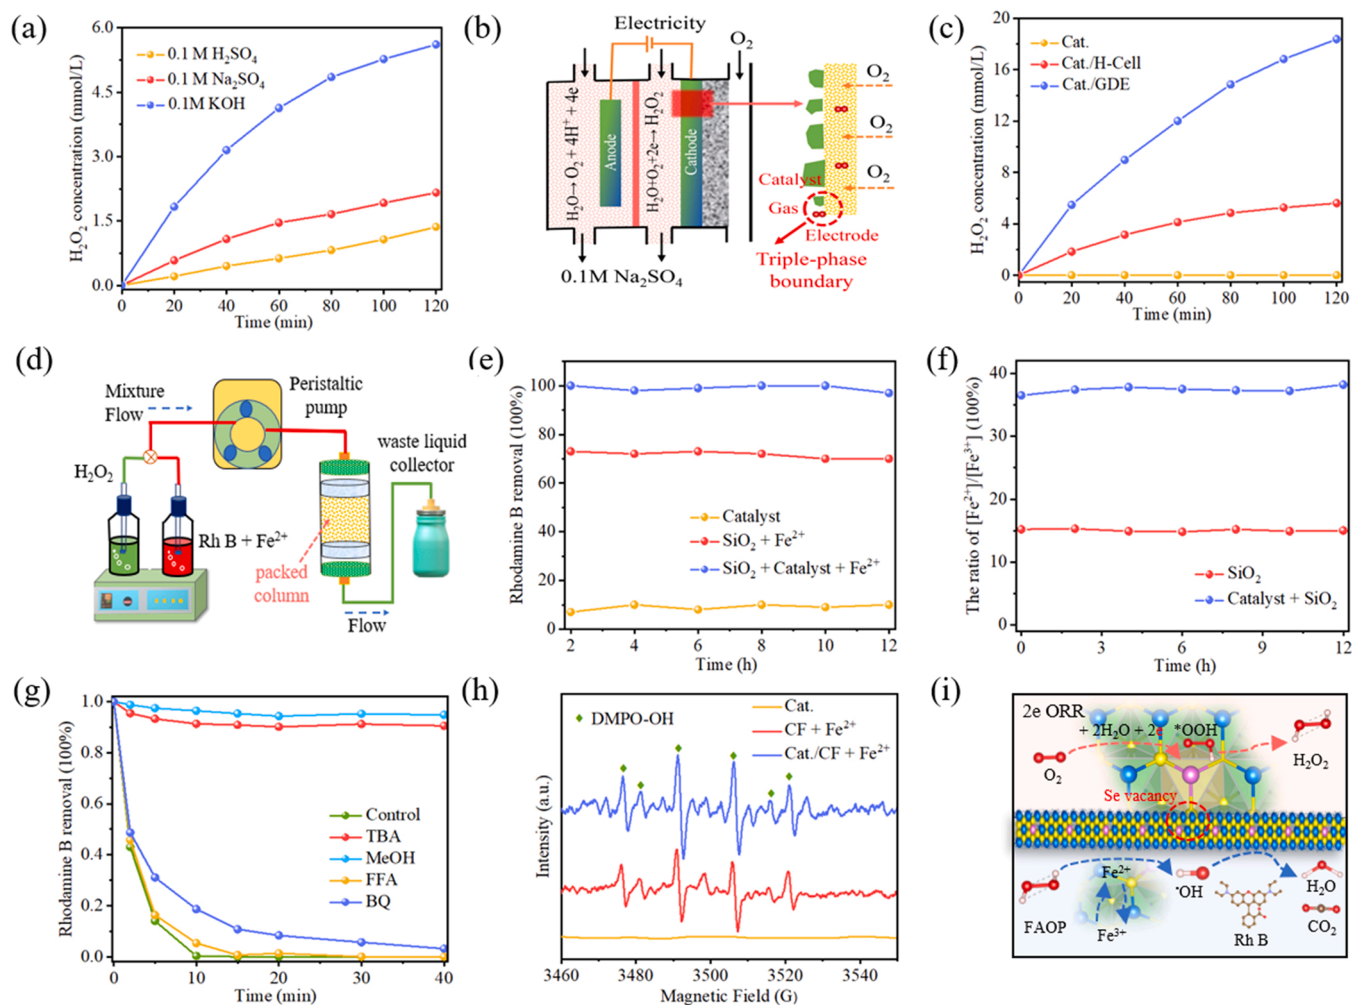 (a)
H₂O₂ concentration (mmol/L)
6.0
4.5
3.0
1.5
0.0
0.1 M H₂SO₄
0.1 M Na₂SO₄
0.1M KOH
0 20 40 60 80 100 120
Time (min)
(b)
Electricity
O₂
H₂O→ O₂ + 4H⁺ + 4e
Anode
H₂O+O₂+2e→ H₂O₂
Cathode
0.1M Na₂SO₄
O₂
O₂
O₂
Catalyst
Gas
Electrode
Triple-phase
boundary
(c)
H₂O₂ concentration (mmol/L)
20
16
12
8
4
0
Cat.
Cat./H-Cell
Cat./GDE
0 20 40 60 80 100 120
Time (min)
(d)
Mixture
Flow
Peristaltic
pump
H₂O₂
waste liquid
collector
Rh B + Fe²⁺
packed
column
Flow
(e)
Rhodamine B removal (100%)
100
80
60
40
20
0
Catalyst
SiO₂ + Fe²⁺
SiO₂ + Catalyst + Fe²⁺
2 4 6 8 10 12
Time (h)
(f)
The ratio of [Fe²⁺]/[Fe³⁺] (100%)
40
30
20
10
0
SiO₂
Catalyst + SiO₂
0 3 6 9 12
Time (h)
(g)
Rhodamine B removal (100%)
1.0
0.8
0.6
0.4
0.2
0.0
Control
TBA
MeOH
FFA
BQ
0 10 20 30 40
Time (min)
(h)
Intensity (a.u.)
DMPO-OH
Cat.
CF + Fe²⁺
Cat./CF + Fe²⁺
3460 3480 3500 3520 3540
Magnetic Field (G)
(i)
2e ORR
+ 2H₂O + 2e
*OOH
O₂
H₂O₂
Se vacancy
Fe²⁺
Fe³⁺
FAOP
·OH
Rh B
H₂O
CO₂